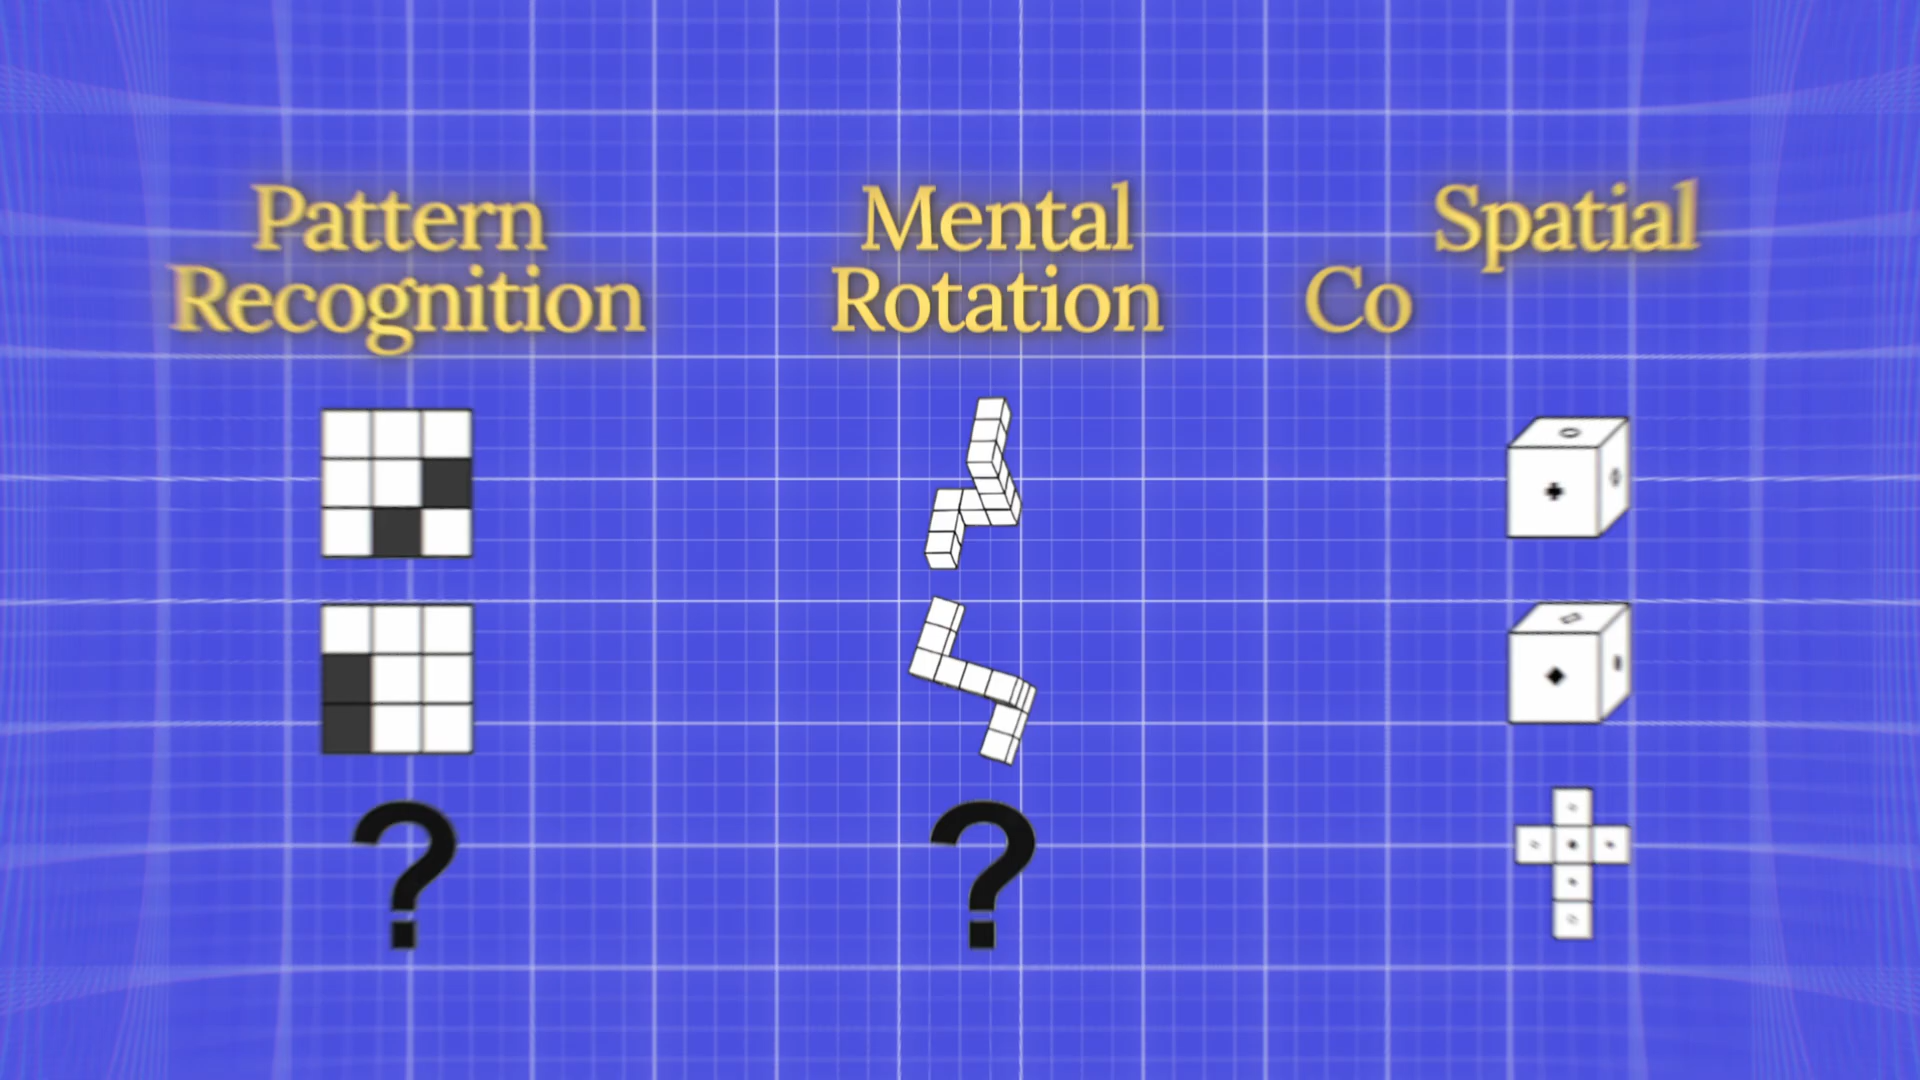 Pattern
Recognition
Mental
Rotation
Spatial
Co
?
?